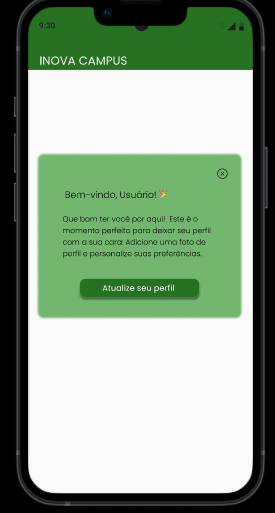 9:30
INOVA CAMPUS
Bem-vindo, Usuário! 🎉
Que bom ter você por aqui! Este é o
momento perfeito para deixar seu perfil
com a sua cara: Adicione uma foto de
perfil e personalize suas preferências.
Atualize seu perfil